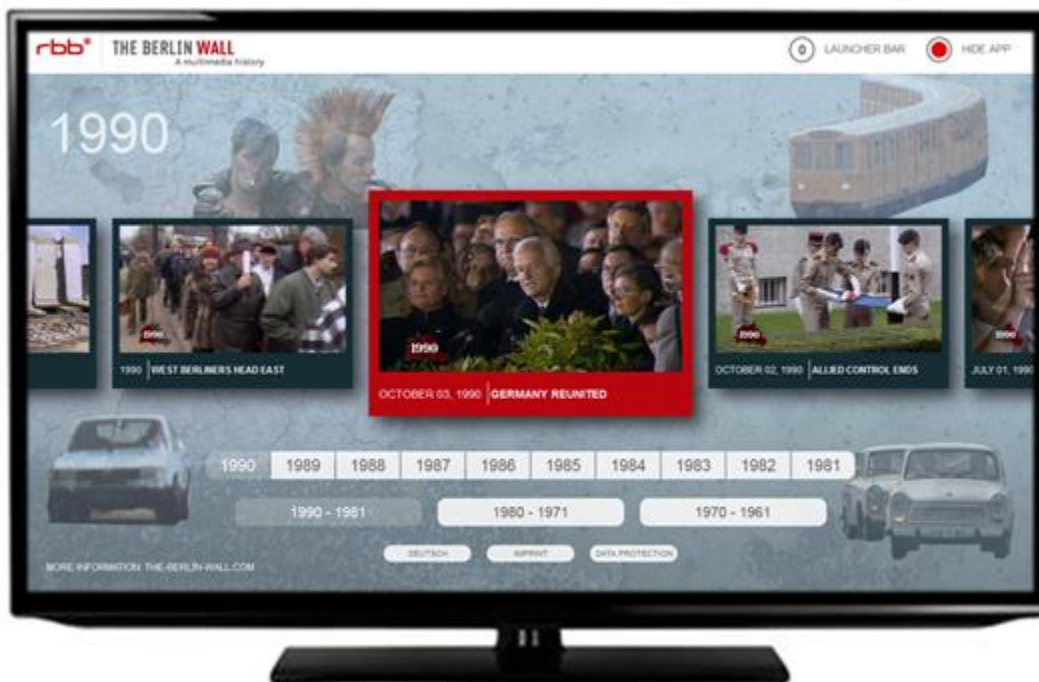 rbb THE BERLIN WALL
A multimedia history
0 LAUNCHER BAR HIDE APP
1990
1990
1990
1990
1990
1990 | WEST BERLINERS HEAD EAST
OCTOBER 03, 1990 | GERMANY REUNITED
OCTOBER 02, 1990 | ALLIED CONTROL ENDS
JULY 01, 1990
1990 1989 1988 1987 1986 1985 1984 1983 1982 1981
1990 - 1981 1980 - 1971 1970 - 1961
DEUTSCH IMPRINT DATA PROTECTION
MORE INFORMATION: THE-BERLIN-WALL.COM